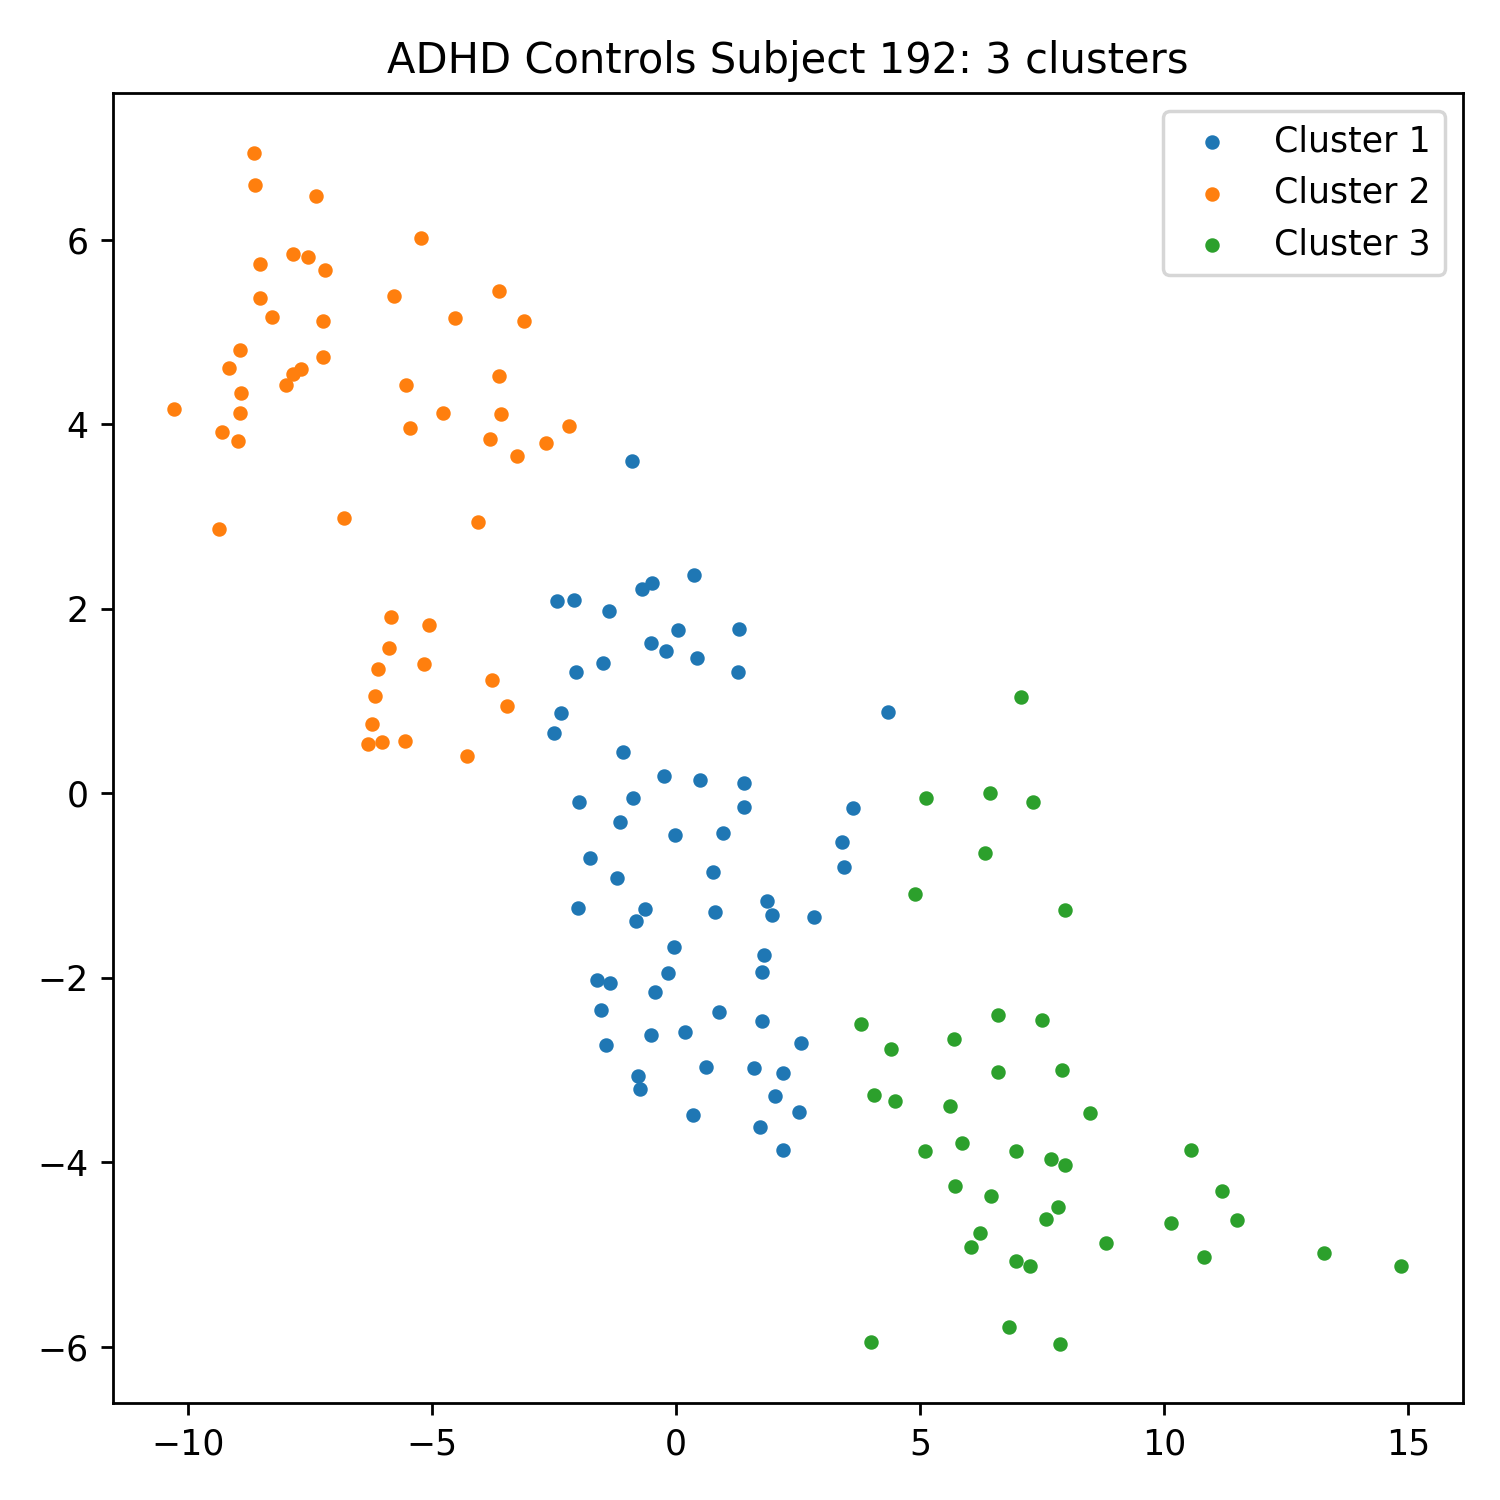 ADHD Controls Subject 192: 3 clusters
Cluster 1
Cluster 2
Cluster 3
6
4
2
0
−2
−4
−6
−10 −5 0 5 10 15